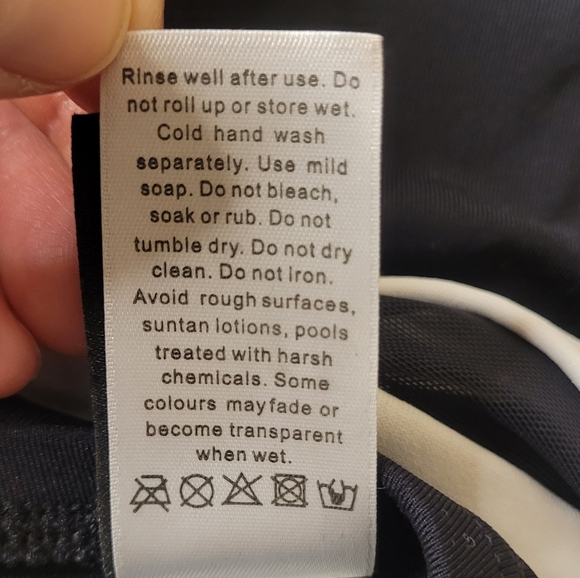 Rinse well after use. Do
not roll up or store wet.
Cold hand wash
separately. Use mild
soap. Do not bleach,
soak or rub. Do not
tumble dry. Do not dry
clean. Do not iron.
Avoid rough surfaces,
suntan lotions, pools
treated with harsh
chemicals. Some
colours may fade or
become transparent
when wet.